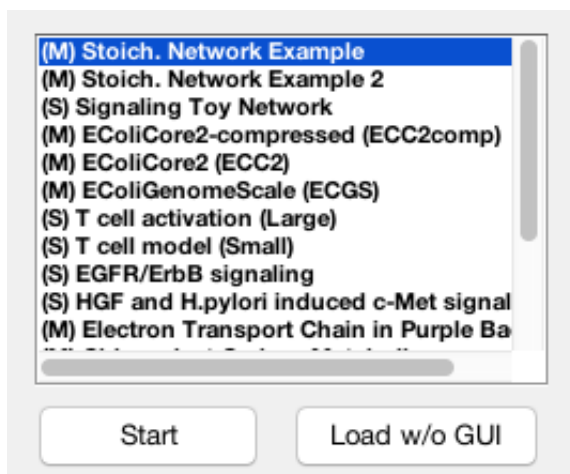 (M) Stoich. Network Example
(M) Stoich. Network Example 2
(S) Signaling Toy Network
(M) EColiCore2-compressed (ECC2comp)
(M) EColiCore2 (ECC2)
(M) EColiGenomeScale (ECGS)
(S) T cell activation (Large)
(S) T cell model (Small)
(S) EGFR/ErbB signaling
(S) HGF and H.pylori induced c-Met signal
(M) Electron Transport Chain in Purple Ba
Start Load w/o GUI